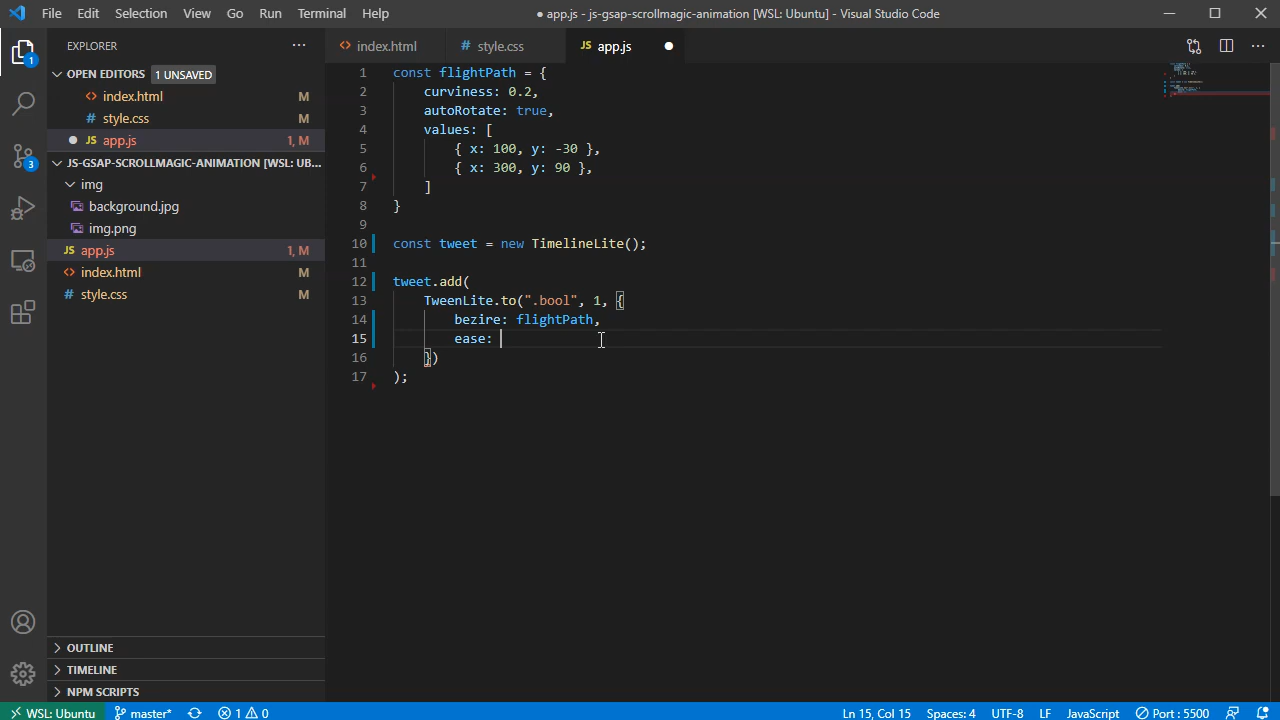 File Edit Selection View Go Run Terminal Help
● app.js - js-gsap-scrollmagic-animation [WSL: Ubuntu] - Visual Studio Code
EXPLORER
OPEN EDITORS 1 UNSAVED
index.html M
style.css M
JS app.js 1, M
JS-GSAP-SCROLLMAGIC-ANIMATION [WSL: UB...
img
background.jpg
img.png
JS app.js 1, M
index.html M
# style.css M
OUTLINE
TIMELINE
NPM SCRIPTS
1
3
index.html
# style.css
JS app.js
1 const flightPath = {
2 curviness: 0.2,
3 autoRotate: true,
4 values: [
5 { x: 100, y: -30 },
6 { x: 300, y: 90 },
7 ]
8 }
9
10 const tweet = new TimelineLite();
11
12 tweet.add(
13 TweenLite.to(".bool", 1, {
14 bezire: flightPath,
15 ease:
16 })
17 );
WSL: Ubuntu master* 1 0 Ln 15, Col 15 Spaces: 4 UTF-8 LF JavaScript Port : 5500